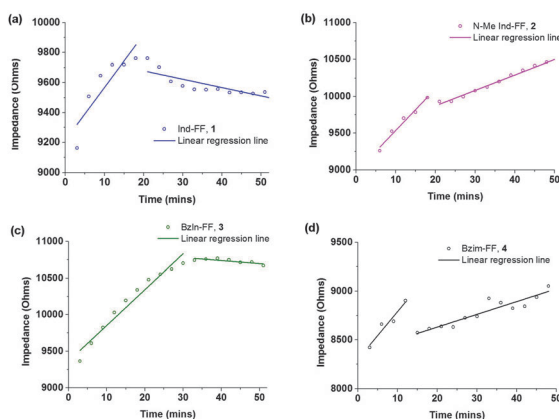 (a)
10000
9800
9600
9400
9200
9000
Impedance (Ohms)
0 10 20 30 40 50
Time (mins)
Ind-FF, 1
Linear regression line
(b)
11000
10500
10000
9500
9000
Impedance (Ohms)
0 10 20 30 40 50
Time (mins)
N-Me Ind-FF, 2
Linear regression line
(c)
11000
10500
10000
9500
9000
Impedance (Ohms)
0 10 20 30 40 50
Time (mins)
BzIn-FF, 3
Linear regression line
(d)
9000
8500
8000
Impedance (Ohms)
0 10 20 30 40 50
Time (mins)
Bzim-FF, 4
Linear regression line